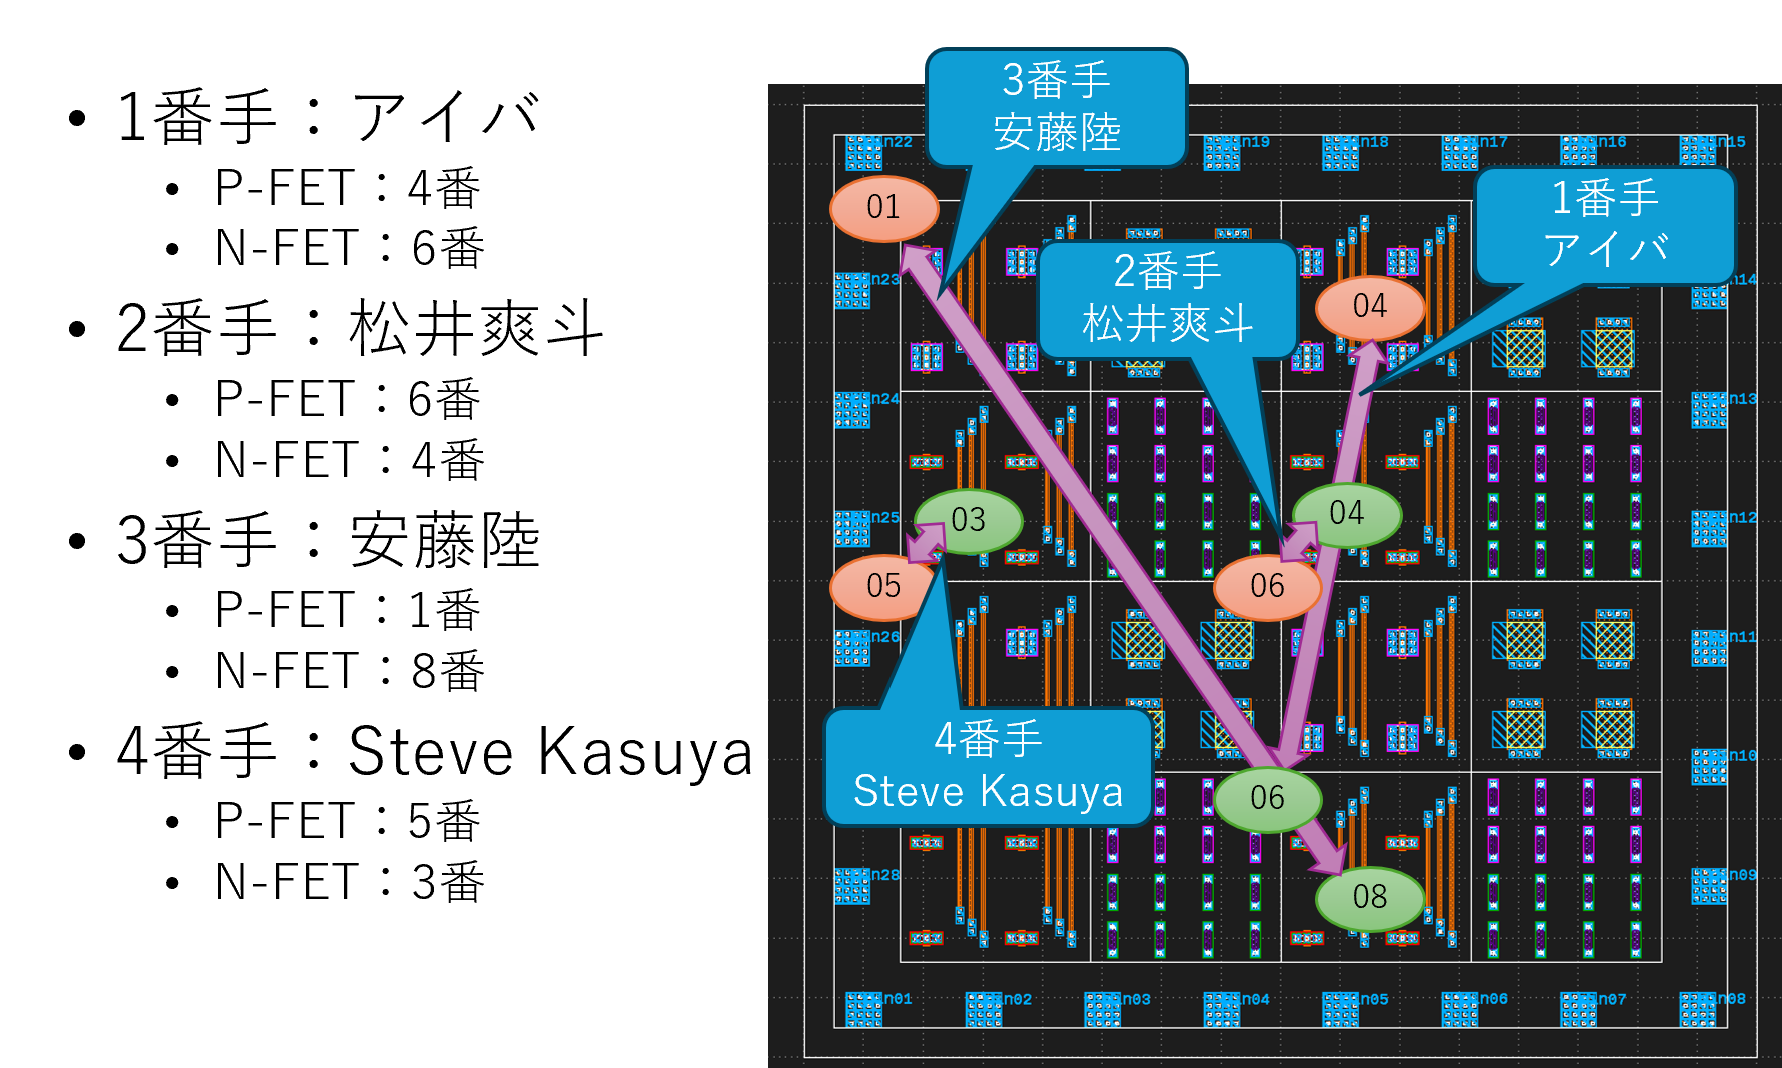 • 1番手：アイバ
• P-FET：4番
• N-FET：6番
• 2番手：松井爽斗
• P-FET：6番
• N-FET：4番
• 3番手：安藤陸
• P-FET：1番
• N-FET：8番
• 4番手：Steve Kasuya
• P-FET：5番
• N-FET：3番
3番手
安藤陸
n22
n19
n18
n17
n16
n15
01
1番手
アイバ
2番手
松井爽斗
n23
04
n14
n24
n13
n25
03
04
n12
05
06
n26
n11
4番手
Steve Kasuya
n10
06
n28
08
n09
n01
n02
n03
n04
n05
n06
n07
n08